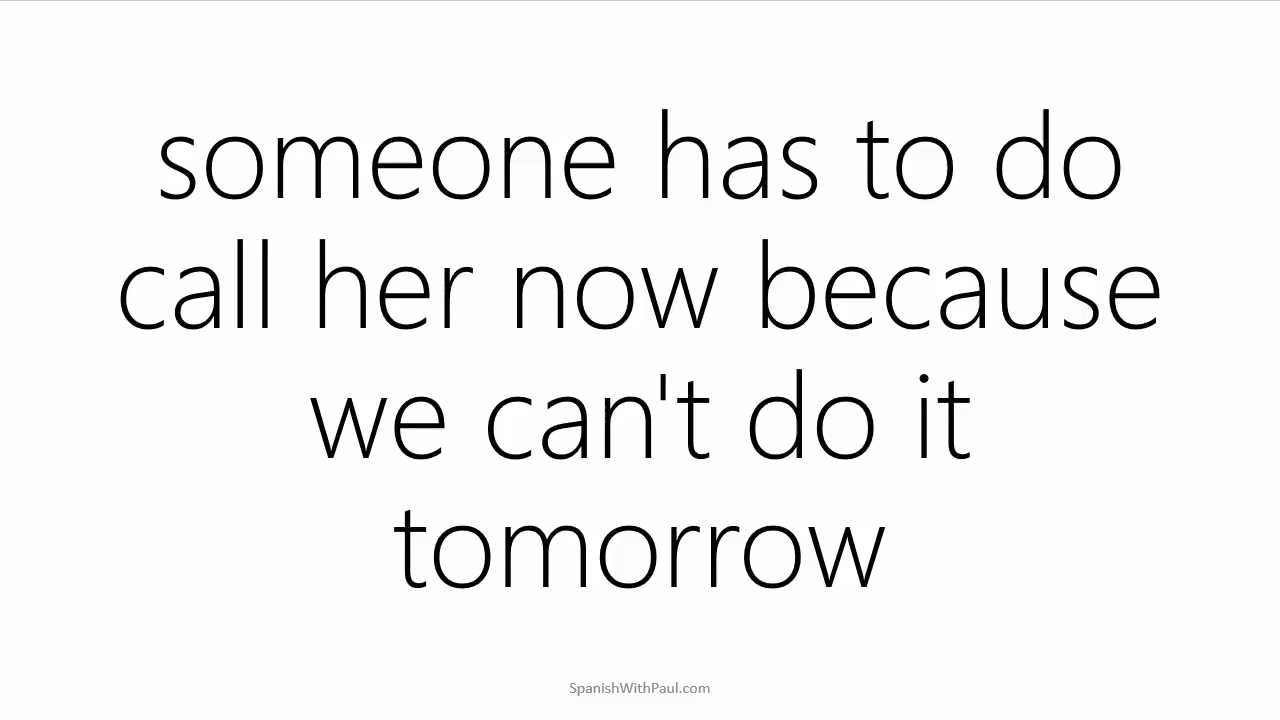 someone has to do
call her now because
we can't do it
tomorrow
SpanishWithPaul.com